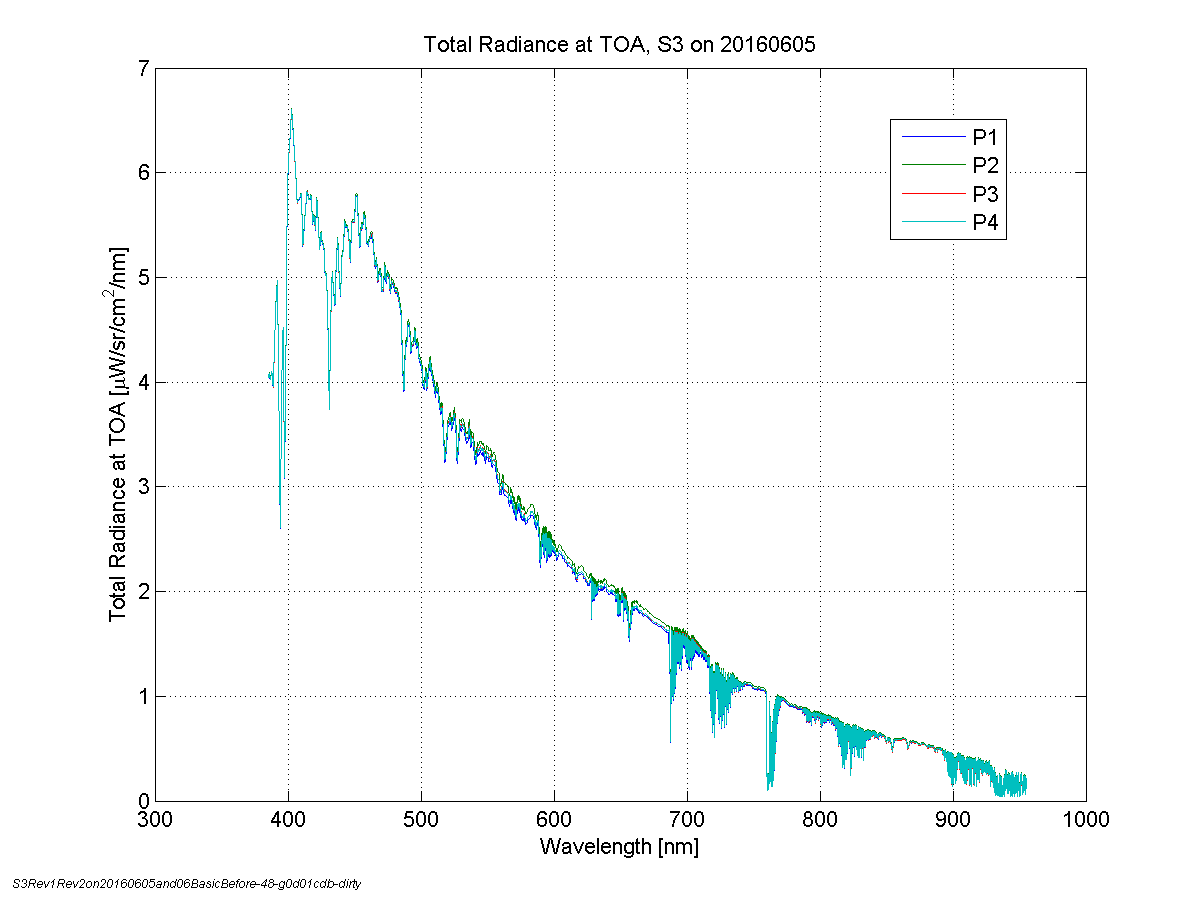 Total Radiance at TOA, S3 on 20160605
7
6
5
4
3
2
1
0
Total Radiance at TOA [μW/sr/cm²/nm]
P1
P2
P3
P4
300 400 500 600 700 800 900 1000
Wavelength [nm]
S3Rev1Rev2on20160605and06BasicBefore-48-g0d01cdb-dirty